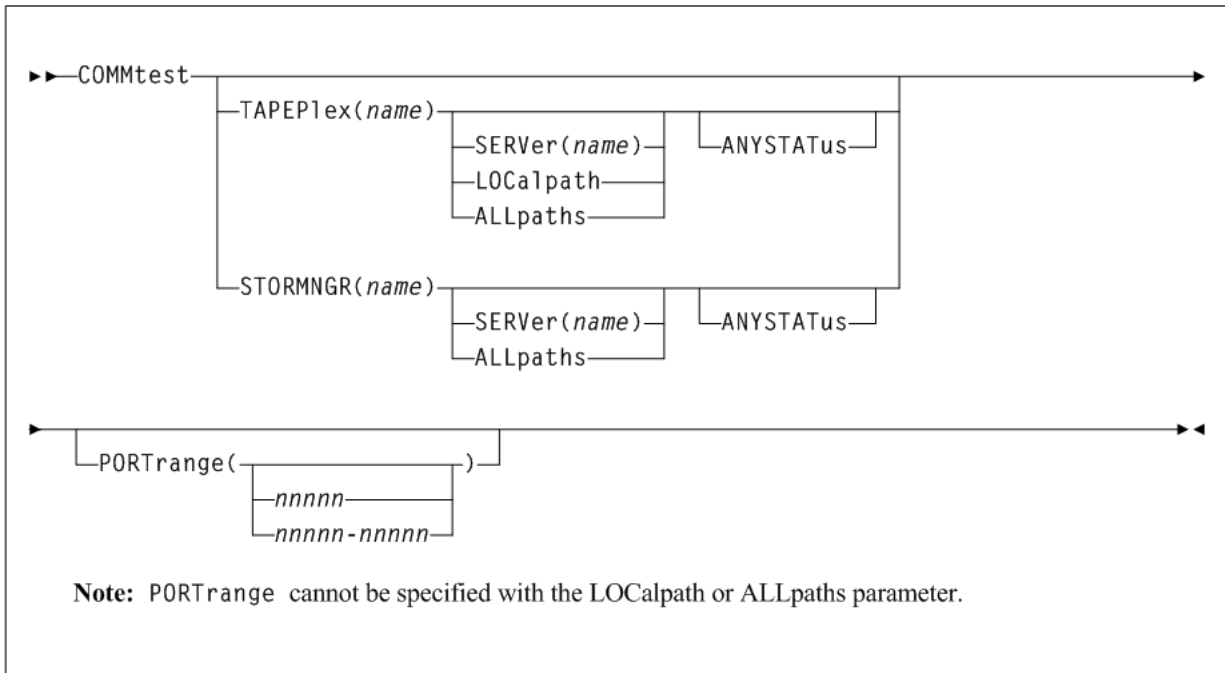 COMMtest
TAPEPlex(name)
SERVer(name) ANYSTATus
LOCalpath
ALLpaths
STORMNGR(name)
SERVer(name) ANYSTATus
ALLpaths
PORTrange( )
nnnnn
nnnnn-nnnnn
Note: PORTrange cannot be specified with the LOCalpath or ALLpaths parameter.